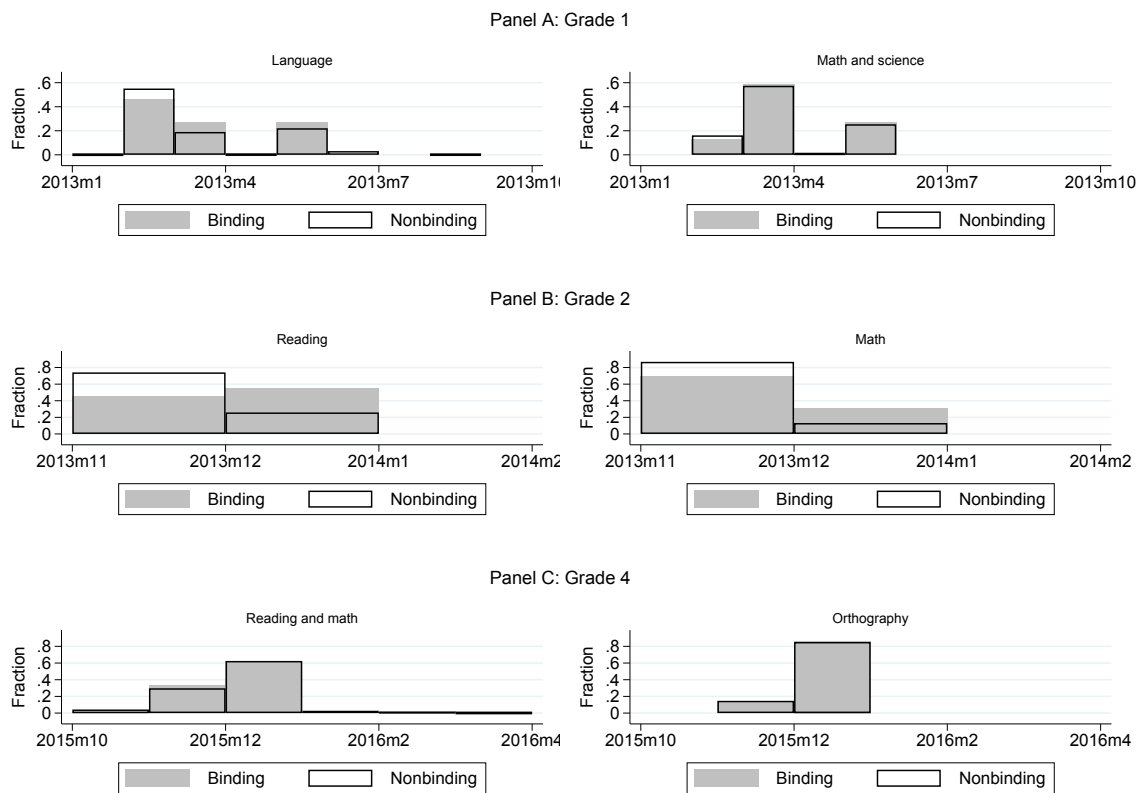 Panel A: Grade 1
Language
Fraction
.6
.4
.2
0
2013m1 2013m4 2013m7 2013m10
Binding Nonbinding
Math and science
Fraction
.6
.4
.2
0
2013m1 2013m4 2013m7 2013m10
Binding Nonbinding
Panel B: Grade 2
Reading
Fraction
.8
.6
.4
.2
0
2013m11 2013m12 2014m1 2014m2
Binding Nonbinding
Math
Fraction
.8
.6
.4
.2
0
2013m11 2013m12 2014m1 2014m2
Binding Nonbinding
Panel C: Grade 4
Reading and math
Fraction
.8
.6
.4
.2
0
2015m10 2015m12 2016m2 2016m4
Binding Nonbinding
Orthography
Fraction
.8
.6
.4
.2
0
2015m10 2015m12 2016m2 2016m4
Binding Nonbinding